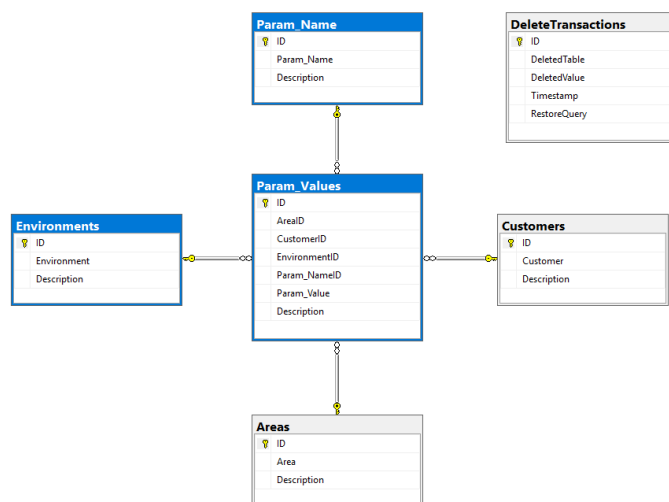 Param_Name
ID
Param_Name
Description
DeleteTransactions
ID
DeletedTable
DeletedValue
Timestamp
RestoreQuery
Param_Values
ID
AreaID
CustomerID
EnvironmentID
Param_NameID
Param_Value
Description
Environments
ID
Environment
Description
Customers
ID
Customer
Description
Areas
ID
Area
Description